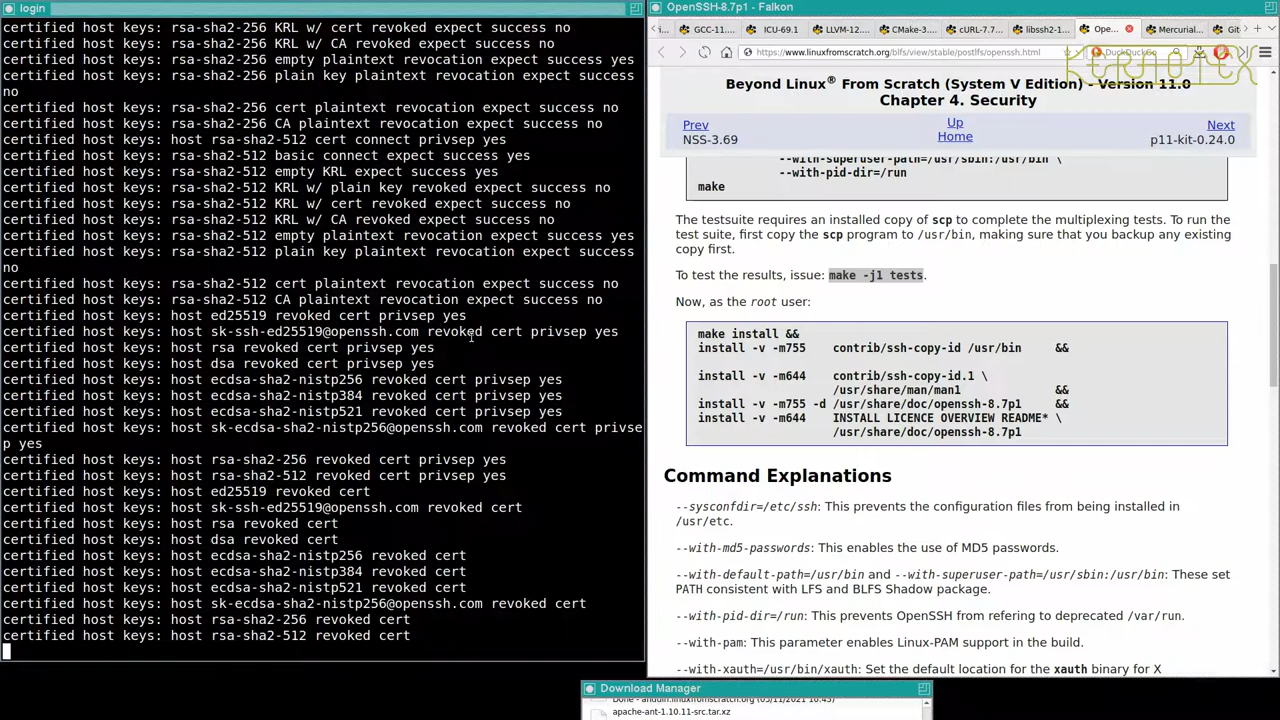 login
certified host keys: rsa-sha2-256 KRL w/ cert revoked expect success no
certified host keys: rsa-sha2-256 KRL w/ CA revoked expect success no
certified host keys: rsa-sha2-256 empty plaintext revocation expect success yes
certified host keys: rsa-sha2-256 plain key plaintext revocation expect success
no
certified host keys: rsa-sha2-256 cert plaintext revocation expect success no
certified host keys: rsa-sha2-256 CA plaintext revocation expect success no
certified host keys: host rsa-sha2-512 cert connect privsep yes
certified host keys: rsa-sha2-512 basic connect expect success yes
certified host keys: rsa-sha2-512 empty KRL expect success yes
certified host keys: rsa-sha2-512 KRL w/ plain key revoked expect success no
certified host keys: rsa-sha2-512 KRL w/ cert revoked expect success no
certified host keys: rsa-sha2-512 KRL w/ CA revoked expect success no
certified host keys: rsa-sha2-512 empty plaintext revocation expect success yes
certified host keys: rsa-sha2-512 plain key plaintext revocation expect success
no
certified host keys: rsa-sha2-512 cert plaintext revocation expect success no
certified host keys: rsa-sha2-512 CA plaintext revocation expect success no
certified host keys: host ed25519 revoked cert privsep yes
certified host keys: host sk-ssh-ed25519@openssh.com revoked cert privsep yes
certified host keys: host rsa revoked cert privsep yes
certified host keys: host dsa revoked cert privsep yes
certified host keys: host ecdsa-sha2-nistp256 revoked cert privsep yes
certified host keys: host ecdsa-sha2-nistp384 revoked cert privsep yes
certified host keys: host ecdsa-sha2-nistp521 revoked cert privsep yes
certified host keys: host sk-ecdsa-sha2-nistp256@openssh.com revoked cert privse
p yes
certified host keys: host rsa-sha2-256 revoked cert privsep yes
certified host keys: host rsa-sha2-512 revoked cert privsep yes
certified host keys: host ed25519 revoked cert
certified host keys: host sk-ssh-ed25519@openssh.com revoked cert
certified host keys: host rsa revoked cert
certified host keys: host dsa revoked cert
certified host keys: host ecdsa-sha2-nistp256 revoked cert
certified host keys: host ecdsa-sha2-nistp384 revoked cert
certified host keys: host ecdsa-sha2-nistp521 revoked cert
certified host keys: host sk-ecdsa-sha2-nistp256@openssh.com revoked cert
certified host keys: host rsa-sha2-256 revoked cert
certified host keys: host rsa-sha2-512 revoked cert
OpenSSH-8.7p1 - Falkon
GCC-11.... ICU-69.1 LLVM-12.... CMake-3.... cURL-7.7... libssh2-... Ope... Mercurial... Git-
https://www.linuxfromscratch.org/blfs/view/stable/postlfs/openssh.html DuckDuckGo
KERNOTEX
Beyond Linux® From Scratch (System V Edition) - Version 11.0
Chapter 4. Security
Prev Up Next
NSS-3.69 Home p11-kit-0.24.0
--with-superuser-path=/usr/sbin:/usr/bin \
--with-pid-dir=/run
make
The testsuite requires an installed copy of scp to complete the multiplexing tests. To run the
test suite, first copy the scp program to /usr/bin, making sure that you backup any existing
copy first.
To test the results, issue: make -j1 tests.
Now, as the root user:
make install &&
install -v -m755 contrib/ssh-copy-id /usr/bin &&
install -v -m644 contrib/ssh-copy-id.1 \
/usr/share/man/man1 &&
install -v -m755 -d /usr/share/doc/openssh-8.7p1 &&
install -v -m644 INSTALL LICENCE OVERVIEW README* \
/usr/share/doc/openssh-8.7p1
Command Explanations
--sysconfdir=/etc/ssh: This prevents the configuration files from being installed in
/usr/etc.
--with-md5-passwords: This enables the use of MD5 passwords.
--with-default-path=/usr/bin and --with-superuser-path=/usr/sbin:/usr/bin: These set
PATH consistent with LFS and BLFS Shadow package.
--with-pid-dir=/run: This prevents OpenSSH from refering to deprecated /var/run.
--with-pam: This parameter enables Linux-PAM support in the build.
--with-xauth=/usr/bin/xauth: Set the default location for the xauth binary for X
Download Manager
Done - anduin.linuxfromscratch.org (05/11/2021 16:45)
apache-ant-1.10.11-src.tar.xz